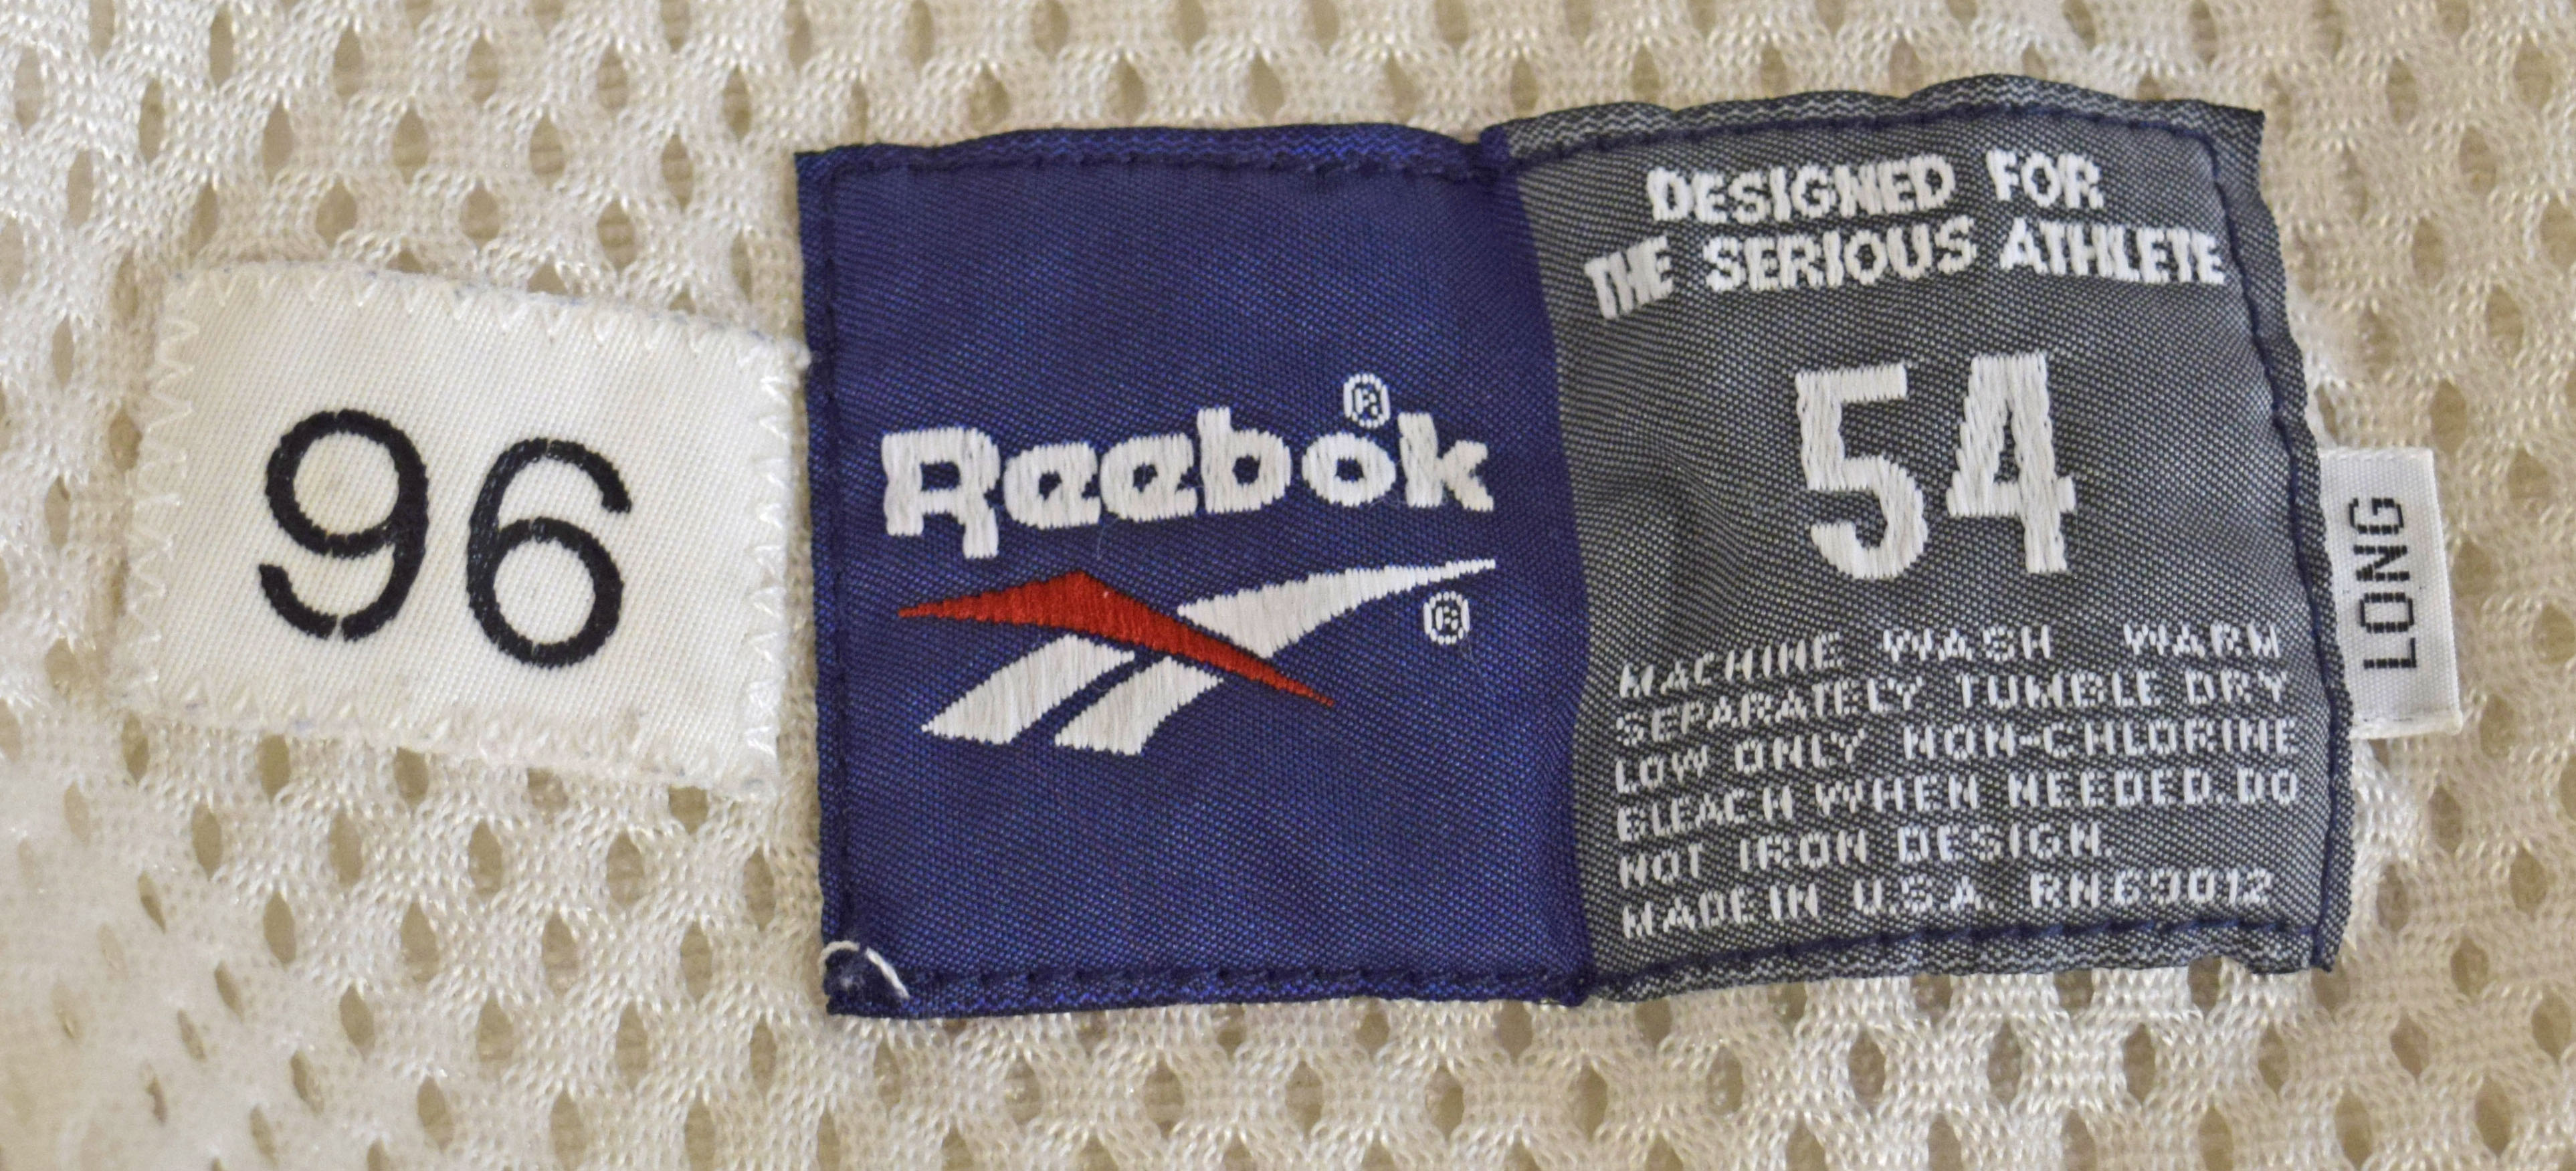 96
Reebok®
®
DESIGNED FOR
THE SERIOUS ATHLETE
54
MACHINE WASH WARM
SEPARATELY TUMBLE DRY
LOW ONLY NON-CHLORINE
BLEACH WHEN NEEDED. DO
NOT IRON DESIGN.
MADE IN U.S.A. RN69012
LONG